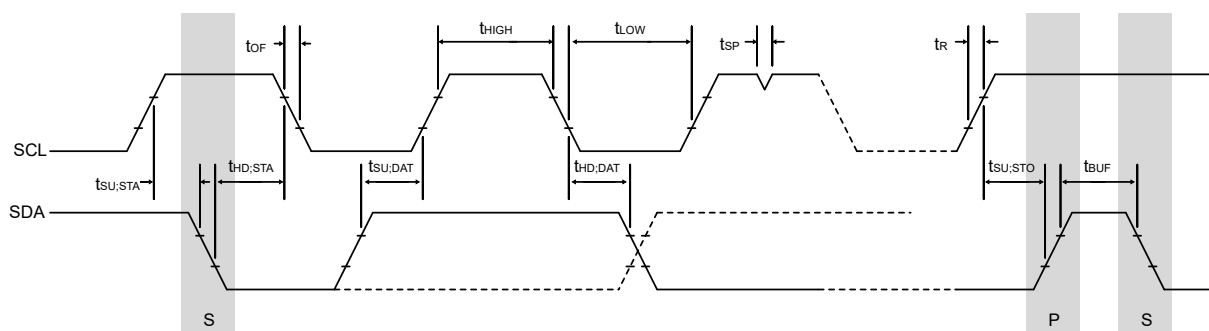 tHIGH
tLOW
tOF
tSP
tR
SCL
tHD;STA
tSU;DAT
tHD;DAT
tSU;STO
tBUF
tSU;STA
SDA
S
P
S